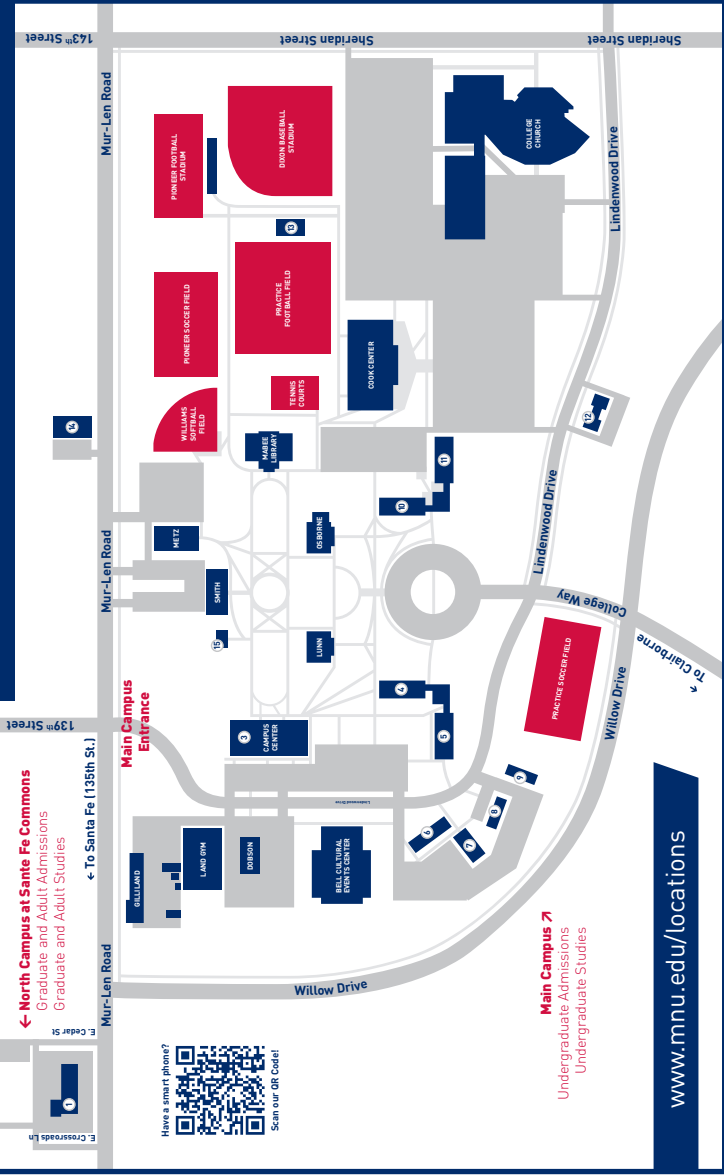 143rd Street
Sheridan Street
Sheridan Street
Mur-Len Road
Lindenwood Drive
PIONEER FOOTBALL
STADIUM
DIXON BASEBALL
STADIUM
COLLEGE
CHURCH
13
PIONEER SOCCER FIELD
PRACTICE
FOOTBALL FIELD
COOK CENTER
TENNIS
COURTS
WILLIAMS
SOFTBALL
FIELD
14
12
MABEE
LIBRARY
11
10
METZ
OSBORNE
Mur-Len Road
SMITH
Lindenwood Drive
College Way
15
LUNN
4
5
PRACTICE SOCCER FIELD
To Clairborne
→
Willow Drive
139th Street
Main Campus
Entrance
3
CAMPUS
CENTER
← To Santa Fe (135th St.)
Lindenwood Drive
9
8
7
6
GILLILAND
LAND GYM
DOBSON
BELL CULTURAL
EVENTS CENTER
← North Campus at Sante Fe Commons
Graduate and Adult Admissions
Graduate and Adult Studies
Mur-Len Road
Willow Drive
Main Campus ↗
Undergraduate Admissions
Undergraduate Studies
E. Cedar St
1
E. Crossroads Ln
Have a smart phone?
Scan our QR Code!
www.mnu.edu/locations